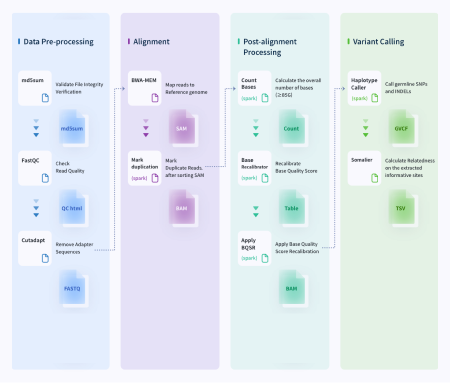 Data Pre-processing
md5sum
Validate File Integrity
Verification
md5sum
FastQC
Check
Read Quality
QC html
Cutadapt
Remove Adapter
Sequences
FASTQ
Alignment
BWA-MEM
Map reads to
Reference genome
SAM
Mark
duplication
(spark)
Mark
Duplicate Reads,
after sorting SAM
BAM
Post-alignment
Processing
Count
Bases
(spark)
Calculate the overall
number of bases
(≥85G)
Count
Base
Recalibrator
(spark)
Recalibrate
Base Quality Score
Table
Apply
BQSR
(spark)
Apply Base Quality
Score Recalibration
BAM
Variant Calling
Haplotype
Caller
(spark)
Call germline SNPs
and INDELs
GVCF
Somalier
Calculate Relatedness
on the extracted
informative sites
TSV